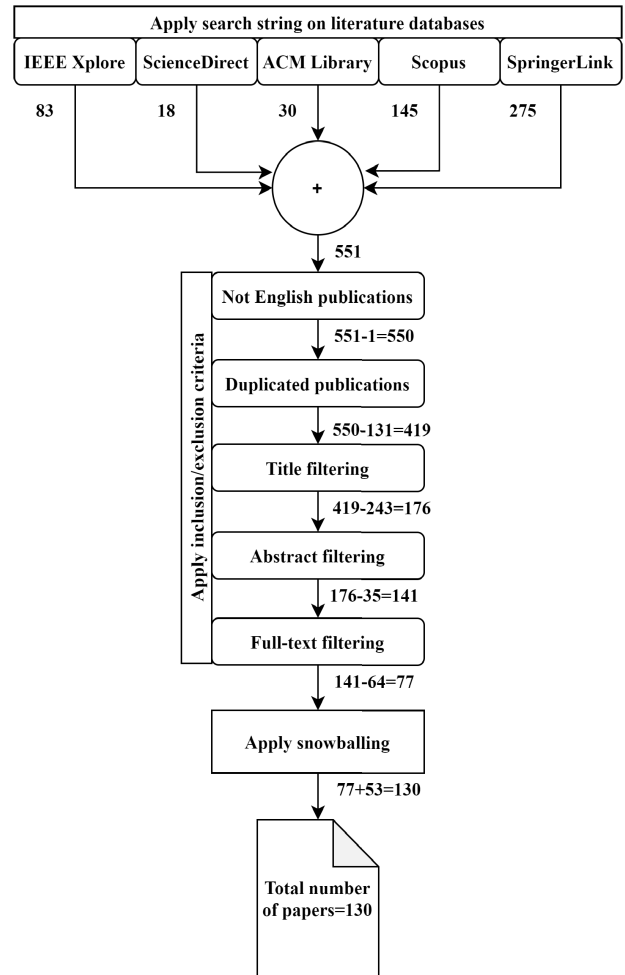 Apply search string on literature databases
IEEE Xplore
ScienceDirect
ACM Library
Scopus
SpringerLink
83
18
30
145
275
+
551
Apply inclusion/exclusion criteria
Not English publications
551-1=550
Duplicated publications
550-131=419
Title filtering
419-243=176
Abstract filtering
176-35=141
Full-text filtering
141-64=77
Apply snowballing
77+53=130
Total number
of papers=130